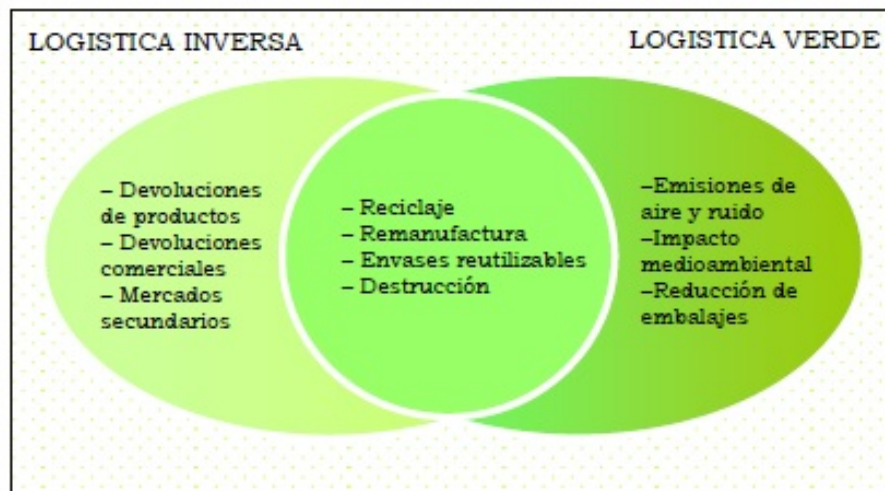 LOGISTICA INVERSA
LOGISTICA VERDE
– Devoluciones
de productos
– Devoluciones
comerciales
– Mercados
secundarios
– Reciclaje
– Remanufactura
– Envases reutilizables
– Destrucción
–Emisiones de
aire y ruido
–Impacto
medioambiental
–Reducción de
embalajes